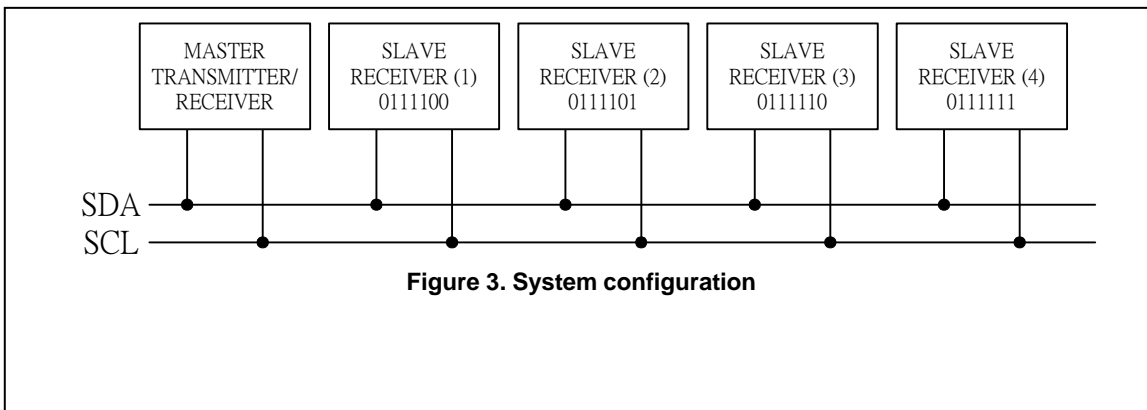 MASTER
TRANSMITTER/
RECEIVER
SLAVE
RECEIVER (1)
0111100
SLAVE
RECEIVER (2)
0111101
SLAVE
RECEIVER (3)
0111110
SLAVE
RECEIVER (4)
0111111
SDA
SCL
Figure 3. System configuration